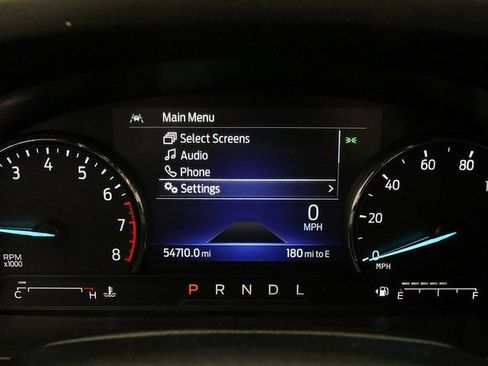 Main Menu
Select Screens
Audio
Phone
Settings >
0
MPH
54710.0 mi
180 mi to E
3 4 5 6 7 8
RPM
x1000
0 20 40 60 80
MPH
C H
P R N D L
E F